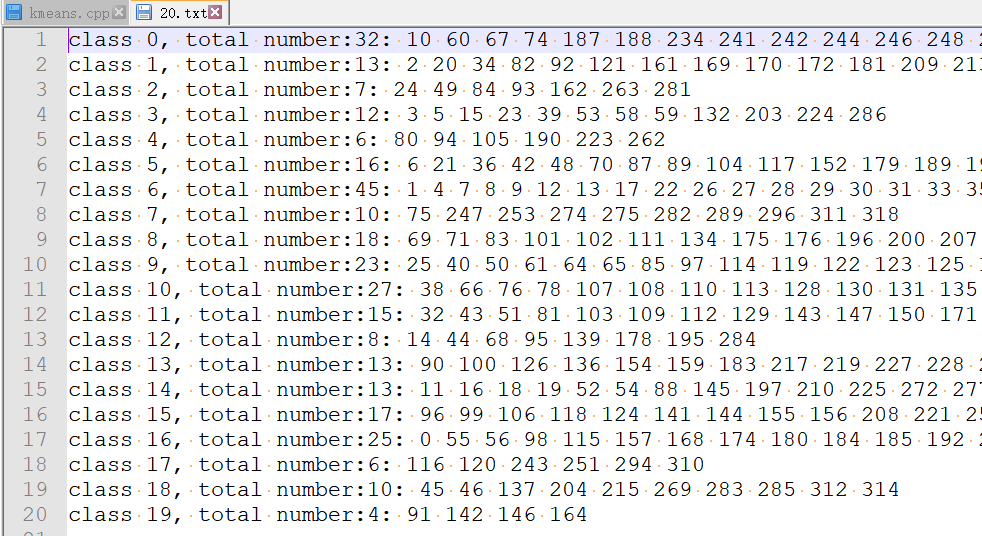 kmeans.cpp 20.txt
1 class 0, total number:32: 10 60 67 74 187 188 234 241 242 244 246 248
2 class 1, total number:13: 2 20 34 82 92 121 161 169 170 172 181 209
3 class 2, total number:7: 24 49 84 93 162 263 281
4 class 3, total number:12: 3 5 15 23 39 53 58 59 132 203 224 286
5 class 4, total number:6: 80 94 105 190 223 262
6 class 5, total number:16: 6 21 36 42 48 70 87 89 104 117 152 179 189
7 class 6, total number:45: 1 4 7 8 9 12 13 17 22 26 27 28 29 30 31 33
8 class 7, total number:10: 75 247 253 274 275 282 289 296 311 318
9 class 8, total number:18: 69 71 83 101 102 111 134 175 176 196 200 207
10 class 9, total number:23: 25 40 50 61 64 65 85 97 114 119 122 123 125
11 class 10, total number:27: 38 66 76 78 107 108 110 113 128 130 131 135
12 class 11, total number:15: 32 43 51 81 103 109 112 129 143 147 150 171
13 class 12, total number:8: 14 44 68 95 139 178 195 284
14 class 13, total number:13: 90 100 126 136 154 159 183 217 219 227 228
15 class 14, total number:13: 11 16 18 19 52 54 88 145 197 210 225 272
16 class 15, total number:17: 96 99 106 118 124 141 144 155 156 208 221
17 class 16, total number:25: 0 55 56 98 115 157 168 174 180 184 185 192
18 class 17, total number:6: 116 120 243 251 294 310
19 class 18, total number:10: 45 46 137 204 215 269 283 285 312 314
20 class 19, total number:4: 91 142 146 164